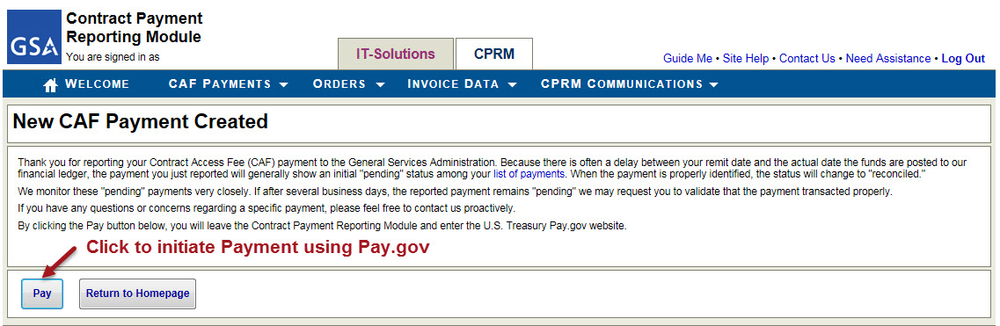 GSA
Contract Payment
Reporting Module
You are signed in as
IT-Solutions
CPRM
Guide Me • Site Help • Contact Us • Need Assistance • Log Out
WELCOME
CAF PAYMENTS
ORDERS
INVOICE DATA
CPRM COMMUNICATIONS
New CAF Payment Created
Thank you for reporting your Contract Access Fee (CAF) payment to the General Services Administration. Because there is often a delay between your remit date and the actual date the funds are posted to our
financial ledger, the payment you just reported will generally show an initial "pending" status among your list of payments. When the payment is properly identified, the status will change to "reconciled."
We monitor these "pending" payments very closely. If after several business days, the reported payment remains "pending" we may request you to validate that the payment transacted properly.
If you have any questions or concerns regarding a specific payment, please feel free to contact us proactively.
By clicking the Pay button below, you will leave the Contract Payment Reporting Module and enter the U.S. Treasury Pay.gov website.
Click to initiate Payment using Pay.gov
Pay
Return to Homepage